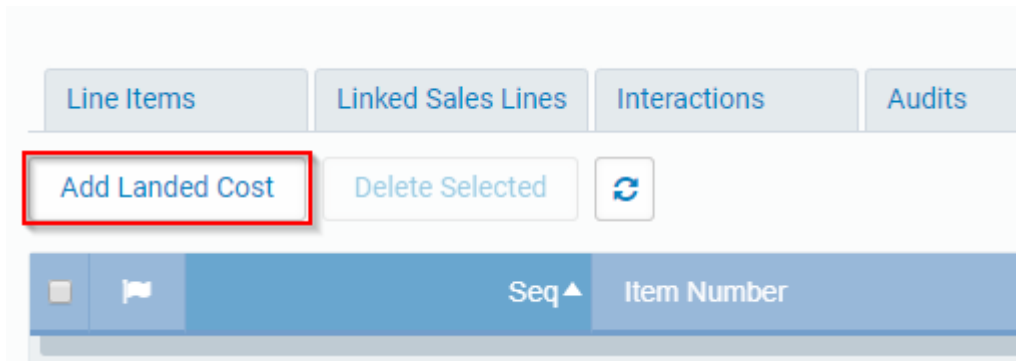 Line Items Linked Sales Lines Interactions Audits
Add Landed Cost Delete Selected
Seq Item Number